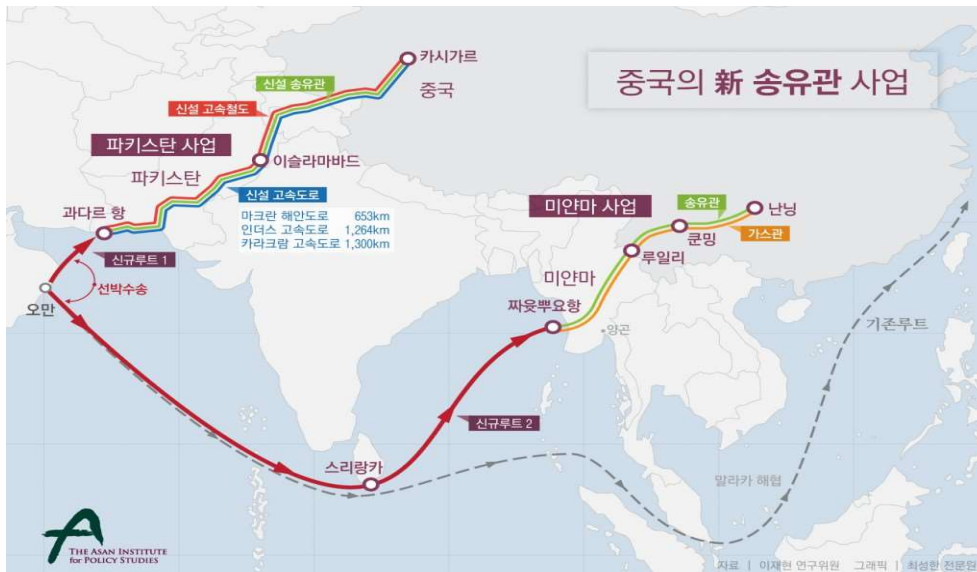 중국의 新 송유관 사업
카시가르
중국
신설 송유관
신설 고속철도
파키스탄 사업
이슬라마바드
파키스탄
신설 고속도로
마크란 해안도로 653km
인더스 고속도로 1,264km
카라크람 고속도로 1,300km
과다르 항
신규루트 1
선박수송
오만
미얀마 사업
송유관
난닝
쿤밍
가스관
루일리
미얀마
짜욱뿌요항
양곤
기존루트
신규루트 2
스리랑카
말라카 해협
THE ASAN INSTITUTE
for POLICY STUDIES
자료 | 이재현 연구위원 그래픽 | 최성한 전문원